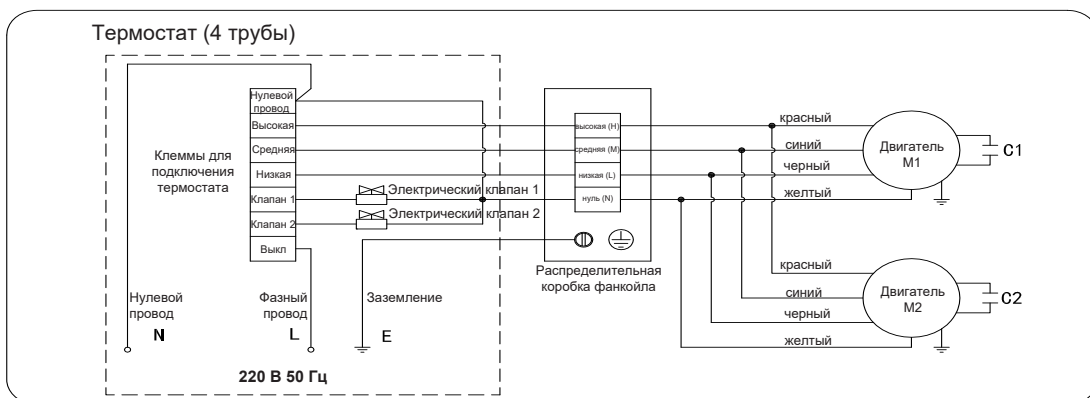 Термостат (4 трубы)
Клеммы для
подключения
термостата
Нулевой
провод
Высокая
Средняя
Низкая
Клапан 1
Клапан 2
Выкл
Электрический клапан 1
Электрический клапан 2
Нулевой
провод
N
Фазный
провод
L
Заземление
E
220 В 50 Гц
высокая (H)
средняя (M)
низкая (L)
нуль (N)
Распределительная
коробка фанкойла
красный
синий
черный
желтый
Двигатель
M1
C1
красный
синий
черный
желтый
Двигатель
M2
C2